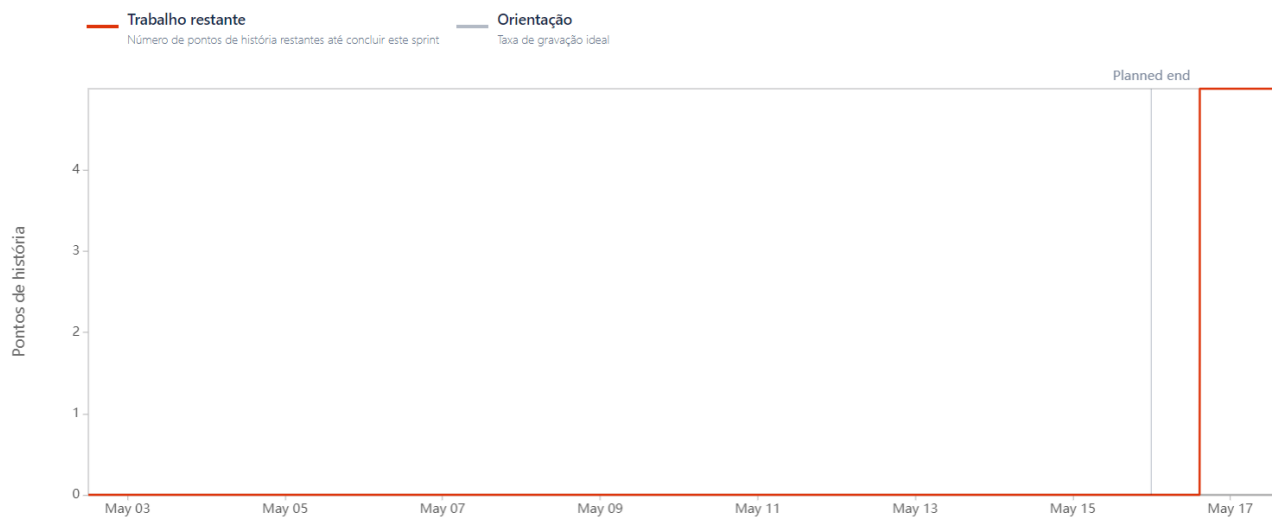 Trabalho restante
Número de pontos de história restantes até concluir este sprint
Orientação
Taxa de gravação ideal
Planned end
Pontos de história
4
3
2
1
0
May 03
May 05
May 07
May 09
May 11
May 13
May 15
May 17